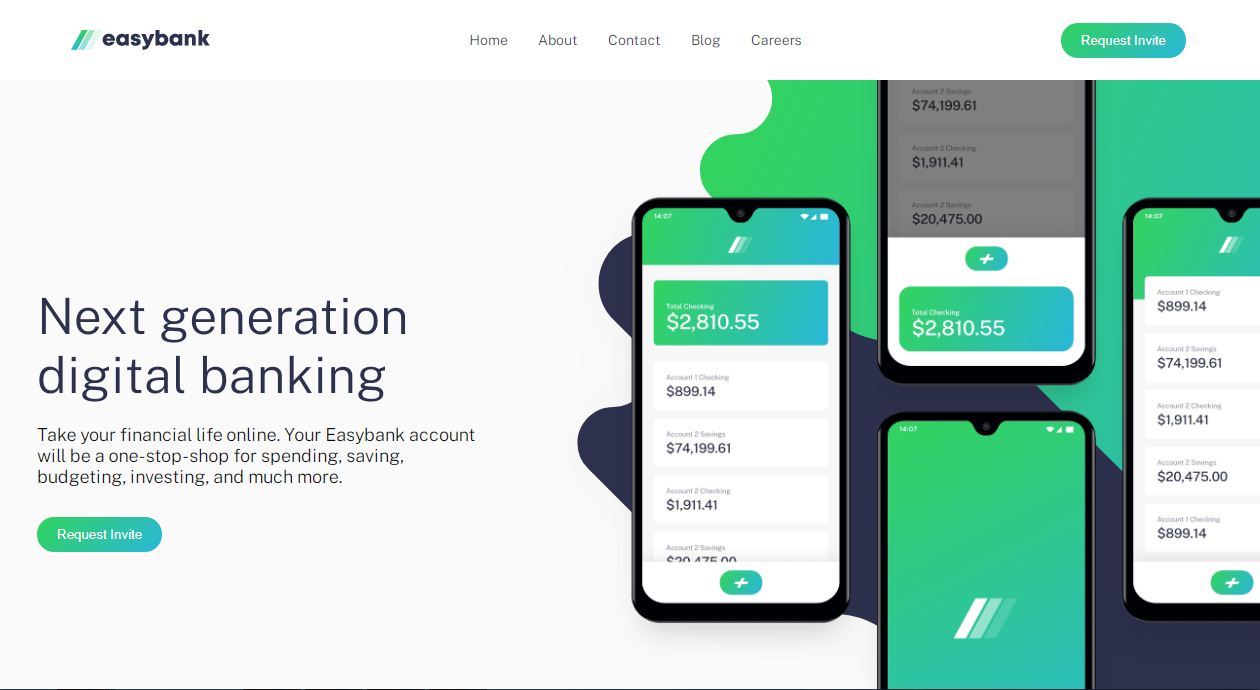 easybank
Home
About
Contact
Blog
Careers
Request Invite
Next generation
digital banking
Take your financial life online. Your Easybank account
will be a one-stop-shop for spending, saving,
budgeting, investing, and much more.
Request Invite
14:07
Total Checking
$2,810.55
Account 1 Checking
$899.14
Account 2 Savings
$74,199.61
Account 2 Checking
$1,911.41
Account 2 Savings
$20,475.00
Account 2 Savings
$74,199.61
Account 2 Checking
$1,911.41
Account 2 Savings
$20,475.00
Total Checking
$2,810.55
14:07
14:07
Account 1 Checking
$899.14
Account 2 Savings
$74,199.61
Account 2 Checking
$1,911.41
Account 2 Savings
$20,475.00
Account 1 Checking
$899.14